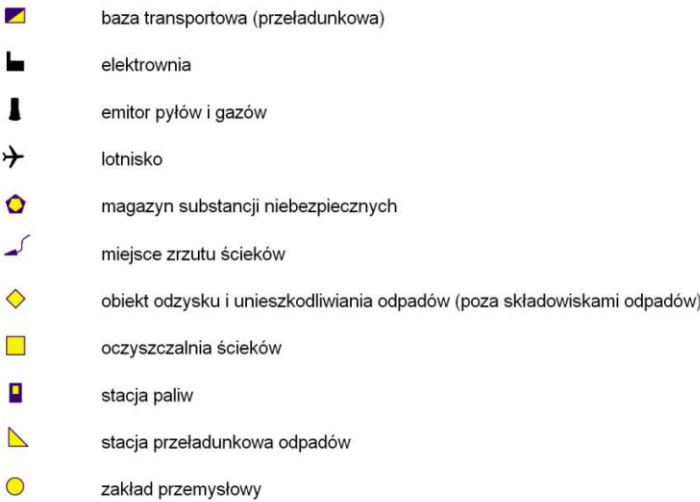 baza transportowa (przeładunkowa)
elektrownia
emitor pyłów i gazów
lotnisko
magazyn substancji niebezpiecznych
miejsce zrzutu ścieków
obiekt odzysku i unieszkodliwiania odpadów (poza składowiskami odpadów)
oczyszczalnia ścieków
stacja paliw
stacja przeładunkowa odpadów
zakład przemysłowy